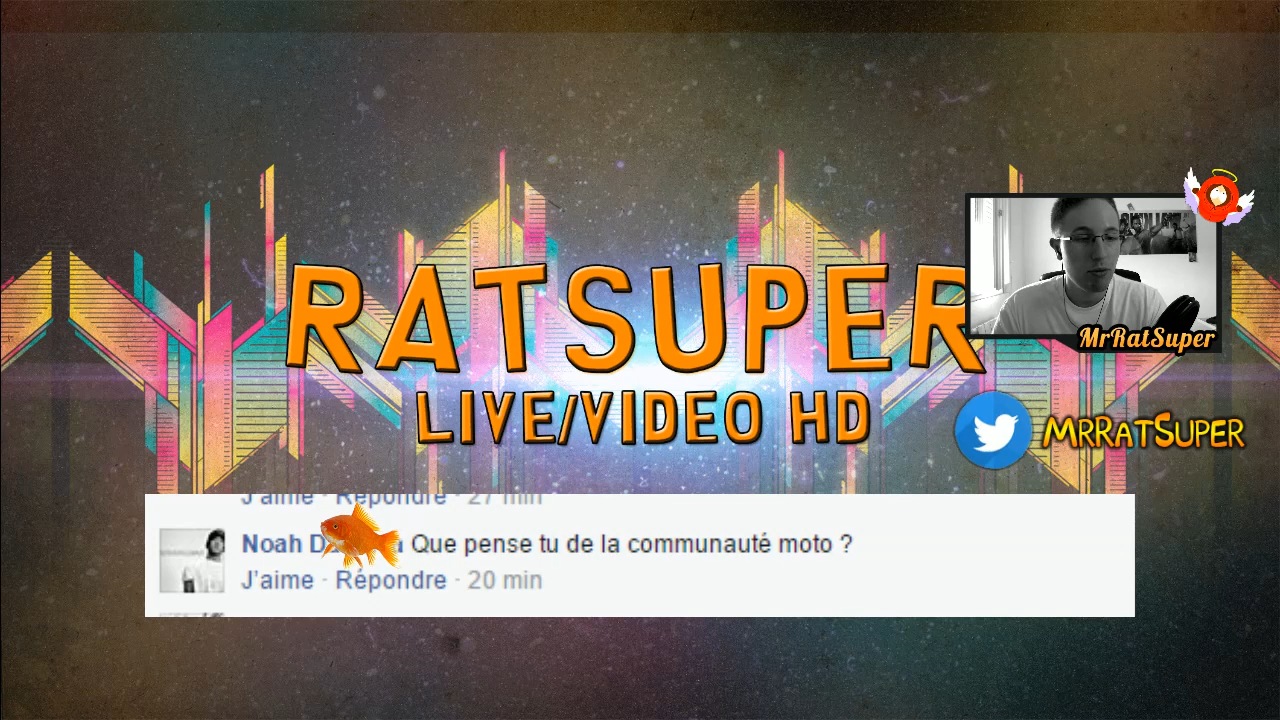 RATSUPER
MrRatSuper
LIVE/VIDEO HD
MRRATSUPER
J'aime · Répondre · 27 min
Noah Que pense tu de la communauté moto ?
J'aime · Répondre · 20 min